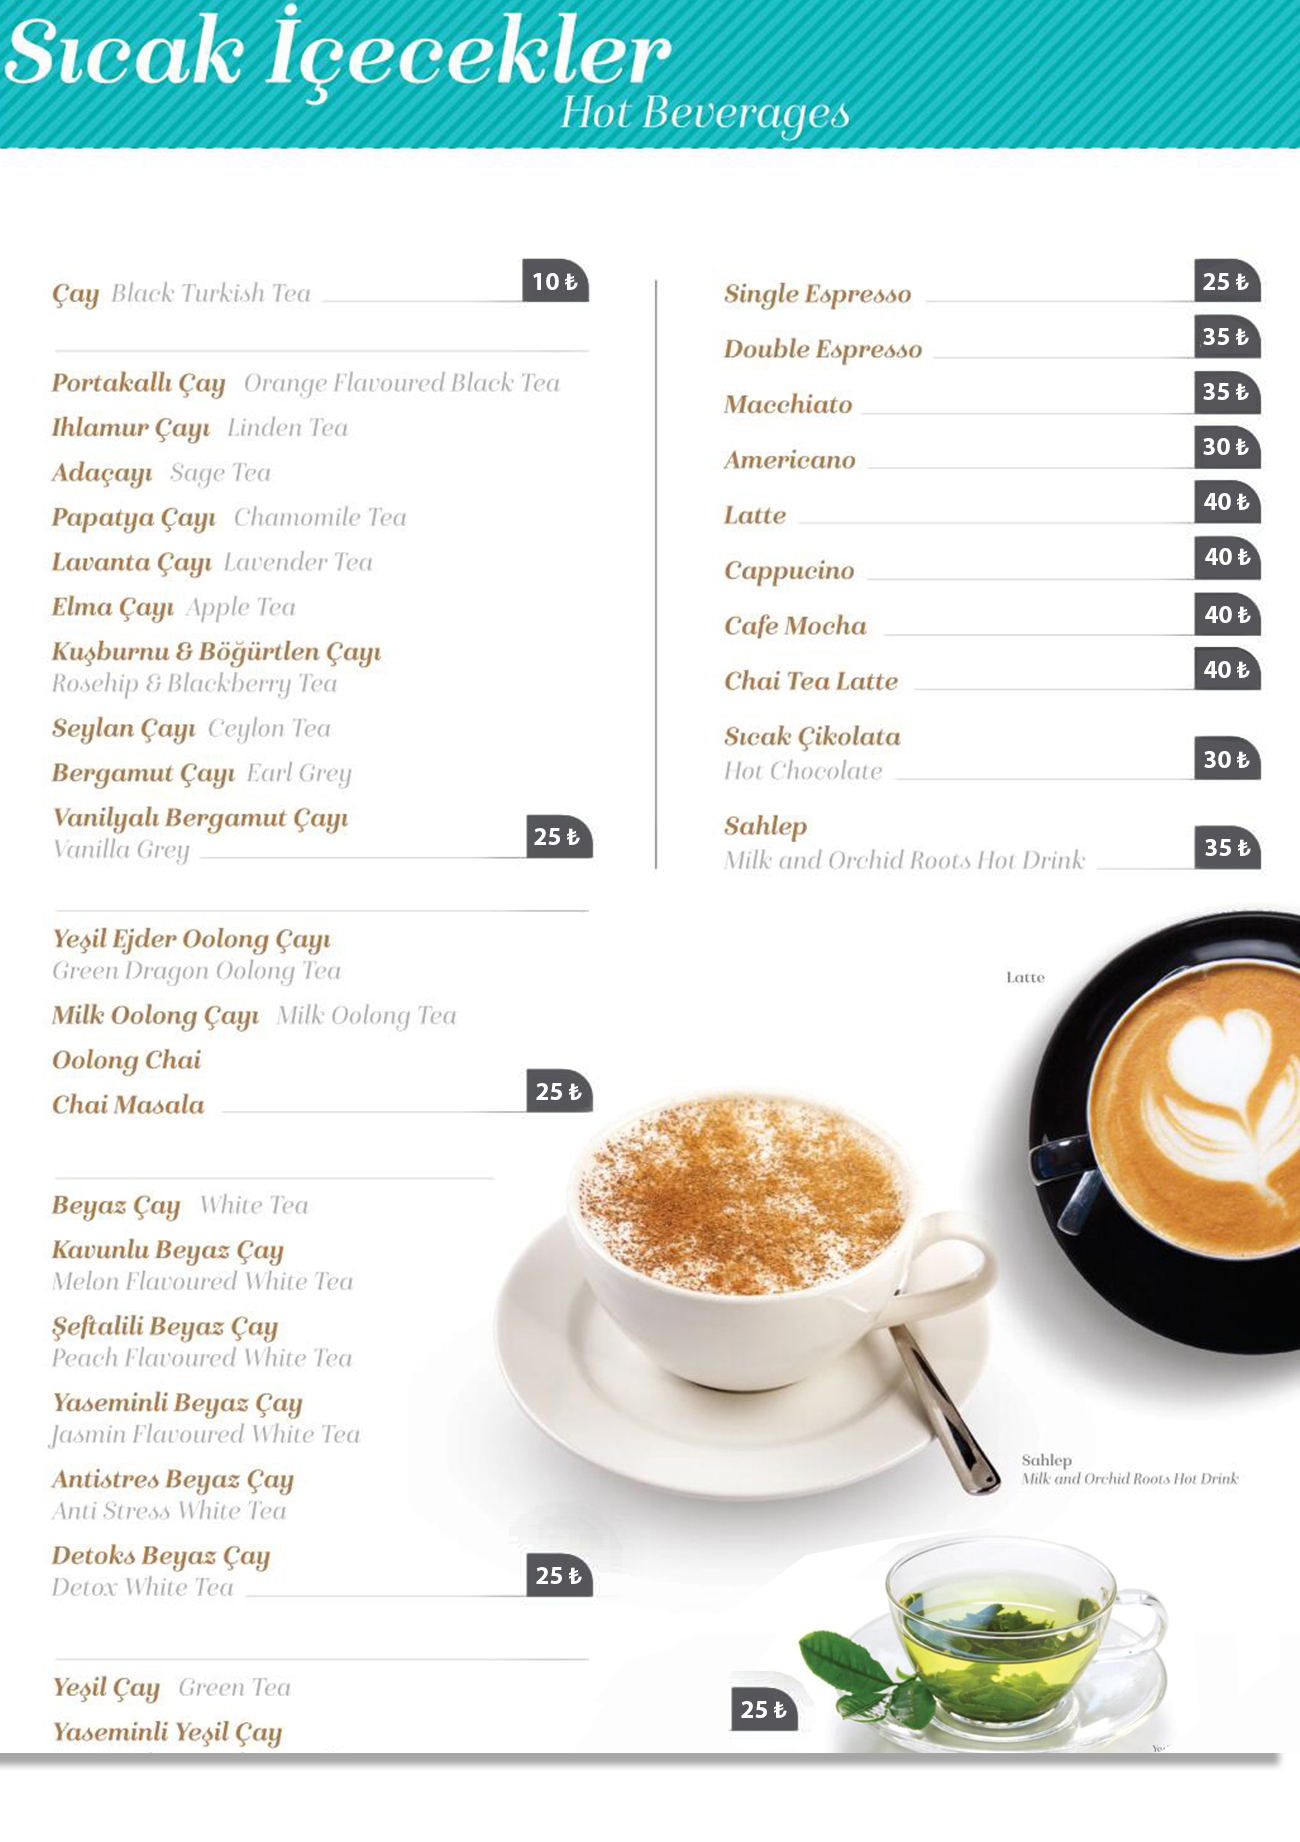 Sıcak İçecekler
Hot Beverages
Çay Black Turkish Tea 10 ₺
Portakallı Çay Orange Flavoured Black Tea
Ihlamur Çayı Linden Tea
Adaçayı Sage Tea
Papatya Çayı Chamomile Tea
Lavanta Çayı Lavender Tea
Elma Çayı Apple Tea
Kuşburnu & Böğürtlen Çayı
Rosehip & Blackberry Tea
Seylan Çayı Ceylon Tea
Bergamut Çayı Earl Grey
Vanilyalı Bergamut Çayı
Vanilla Grey 25 ₺
Yeşil Ejder Oolong Çayı
Green Dragon Oolong Tea
Milk Oolong Çayı Milk Oolong Tea
Oolong Chai
Chai Masala 25 ₺
Beyaz Çay White Tea
Kavunlu Beyaz Çay
Melon Flavoured White Tea
Şeftalili Beyaz Çay
Peach Flavoured White Tea
Yaseminli Beyaz Çay
Jasmin Flavoured White Tea
Antistres Beyaz Çay
Anti Stress White Tea
Detoks Beyaz Çay
Detox White Tea 25 ₺
Yeşil Çay Green Tea
Yaseminli Yeşil Çay
Single Espresso 25 ₺
Double Espresso 35 ₺
Macchiato 35 ₺
Americano 30 ₺
Latte 40 ₺
Cappucino 40 ₺
Cafe Mocha 40 ₺
Chai Tea Latte 40 ₺
Sıcak Çikolata
Hot Chocolate 30 ₺
Sahlep
Milk and Orchid Roots Hot Drink 35 ₺
Latte
Sahlep
Milk and Orchid Roots Hot Drink
25 ₺